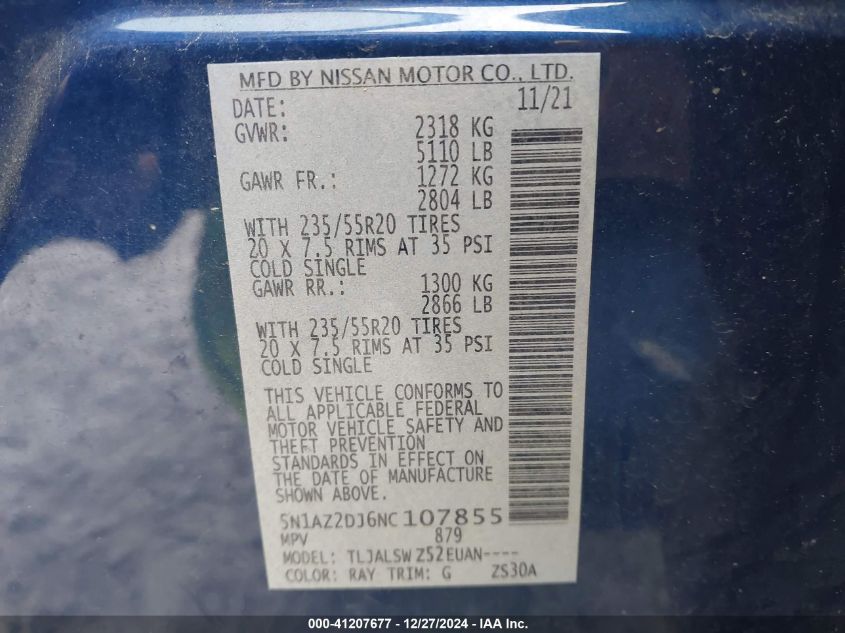 MFD BY NISSAN MOTOR CO., LTD.
DATE: 11/21
GVWR: 2318 KG
5110 LB
GAWR FR.: 1272 KG
2804 LB
WITH 235/55R20 TIRES
20 X 7.5 RIMS AT 35 PSI
COLD SINGLE
GAWR RR.: 1300 KG
2866 LB
WITH 235/55R20 TIRES
20 X 7.5 RIMS AT 35 PSI
COLD SINGLE
THIS VEHICLE CONFORMS TO
ALL APPLICABLE FEDERAL
MOTOR VEHICLE SAFETY AND
THEFT PREVENTION
STANDARDS IN EFFECT ON
THE DATE OF MANUFACTURE
SHOWN ABOVE.
5N1AZ2DJ6NC107855
MPV 879
MODEL: TLJALSW Z52EUAN----
COLOR: RAY TRIM: G ZS30A
000-41207677 - 12/27/2024 - IAA Inc.